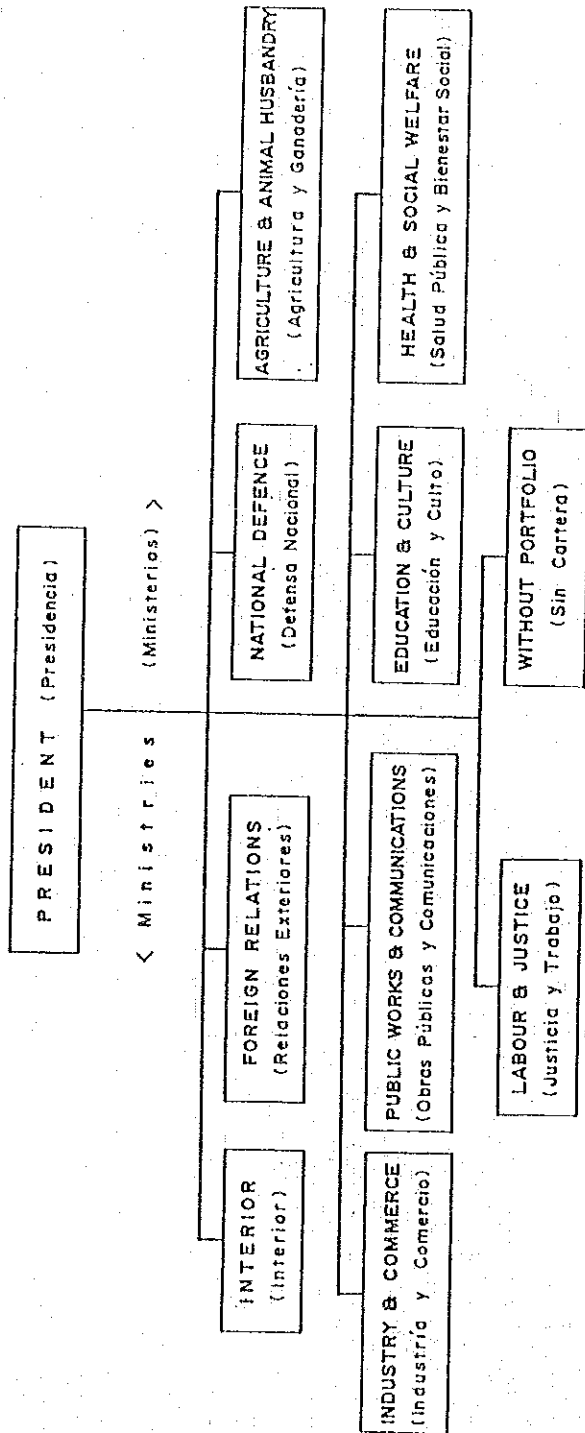 PRESIDENT (Presidencia)
< Ministries (Ministerios) >
INTERIOR
(Interior)
FOREIGN RELATIONS
(Relaciones Exteriores)
NATIONAL DEFENCE
(Defensa Nacional)
AGRICULTURE & ANIMAL HUSBANDRY
(Agricultura y Ganadería)
INDUSTRY & COMMERCE
(Industría y Comercio)
PUBLIC WORKS & COMMUNICATIONS
(Obras Públicas y Comunicaciones)
EDUCATION & CULTURE
(Educación y Culto)
HEALTH & SOCIAL WELFARE
(Salud Pública y Bienestar Social)
LABOUR & JUSTICE
(Justicia y Trabajo)
WITHOUT PORTFOLIO
(Sin Cartera)